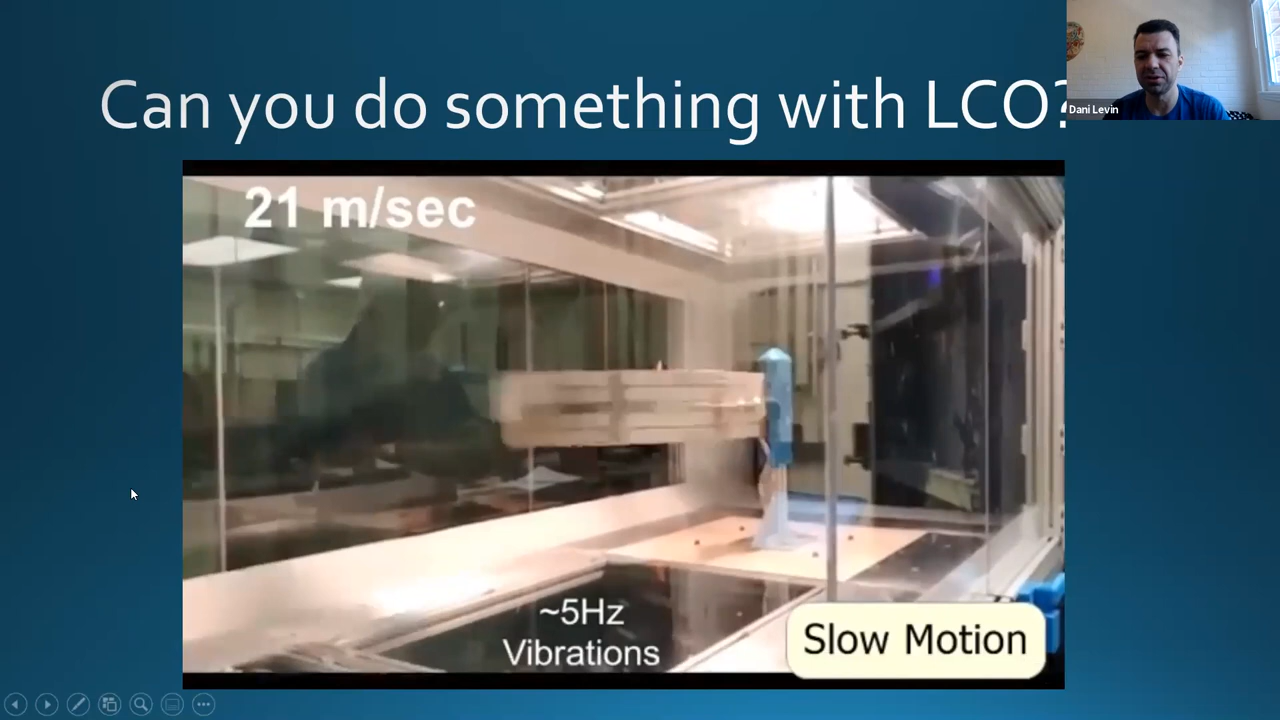 Can you do something with LCO?
Dani Levin
21 m/sec
~5Hz
Vibrations
Slow Motion